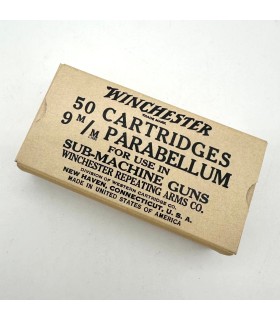 WINCHESTER
TRADE MARK
50 CARTRIDGES
9 M/M PARABELLUM
FOR USE IN
SUB-MACHINE GUNS
WINCHESTER REPEATING ARMS CO.
DIVISION OF WESTERN CARTRIDGE CO.
NEW HAVEN, CONNECTICUT, U. S. A.
MADE IN UNITED STATES OF AMERICA